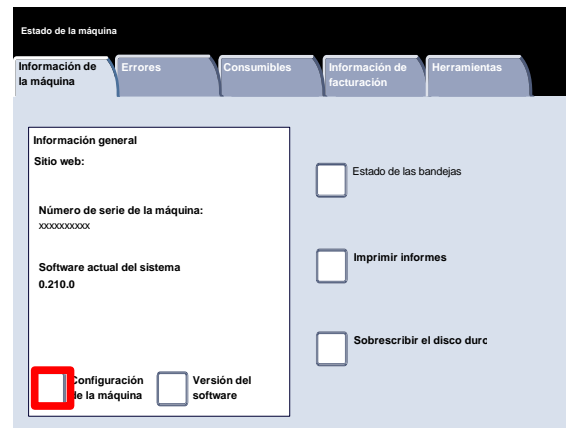 Estado de la máquina
Información de
la máquina
Errores
Consumibles
Información de
facturación
Herramientas
Información general
Sitio web:
Número de serie de la máquina:
xxxxxxxxxx
Software actual del sistema
0.210.0
Configuración
de la máquina
Versión del
software
Estado de las bandejas
Imprimir informes
Sobrescribir el disco duro